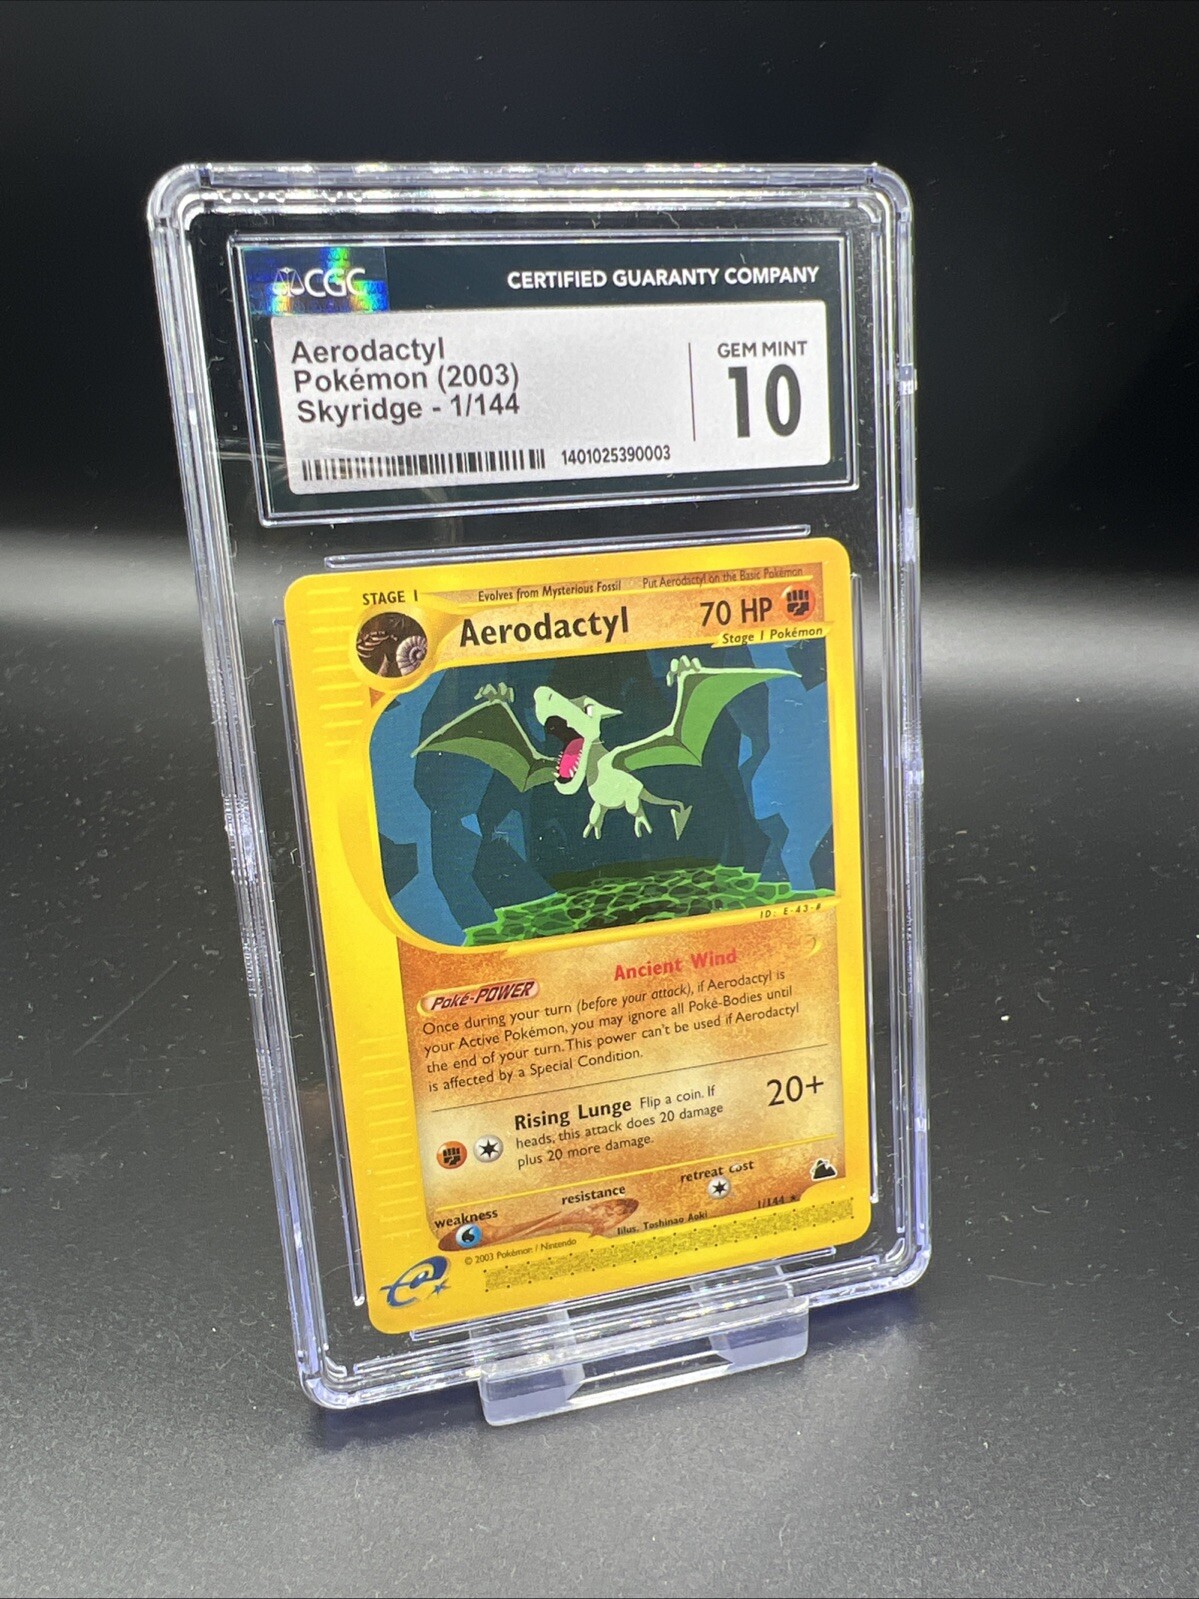 CGC
CERTIFIED GUARANTY COMPANY
Aerodactyl
Pokémon (2003)
Skyridge - 1/144
GEM MINT
10
1401025390003
STAGE 1
Evolves from Mysterious Fossil
Put Aerodactyl on the Basic Pokémon
Aerodactyl
70 HP
Stage 1 Pokémon
ID: E-43-#
Ancient Wind
Poké-POWER
Once during your turn (before your attack), if Aerodactyl is
your Active Pokémon, you may ignore all Poké-Bodies until
the end of your turn. This power can't be used if Aerodactyl
is affected by a Special Condition.
Rising Lunge Flip a coin. If
heads, this attack does 20 damage
plus 20 more damage.
20+
weakness
resistance
retreat cost
Illus. Toshinao Aoki
1/144 ★
© 2003 Pokémon / Nintendo
e